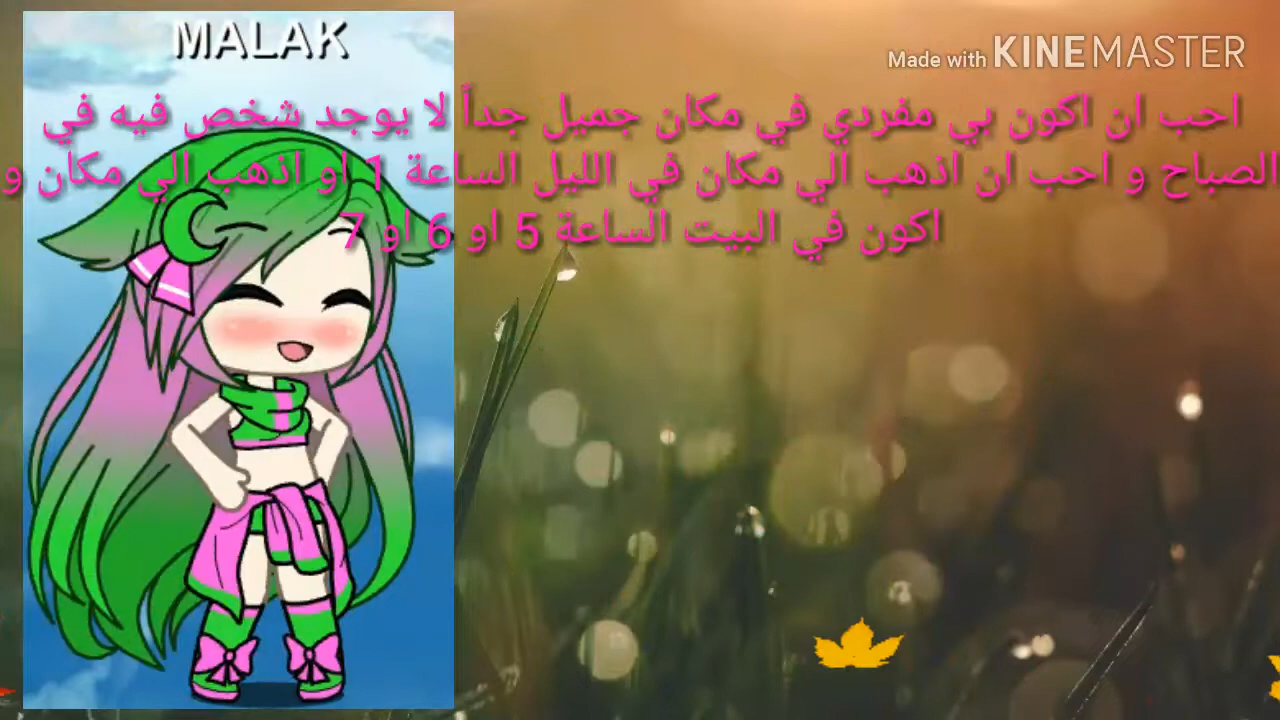 MALAK
Made with KINEMASTER
احب ان اكون بي مفردي في مكان جميل جداً لا يوجد شخص فيه في
الصباح و احب ان اذهب الي مكان في الليل الساعة 1 او اذهب الي مكان و
اكون في البيت الساعة 5 او 6 او 7